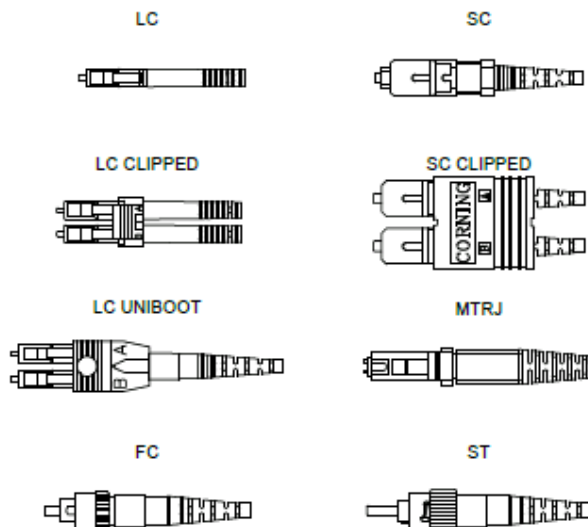 LC
SC
LC CLIPPED
SC CLIPPED
CORNING
A
B
LC UNIBOOT
MTRJ
A
B
FC
ST